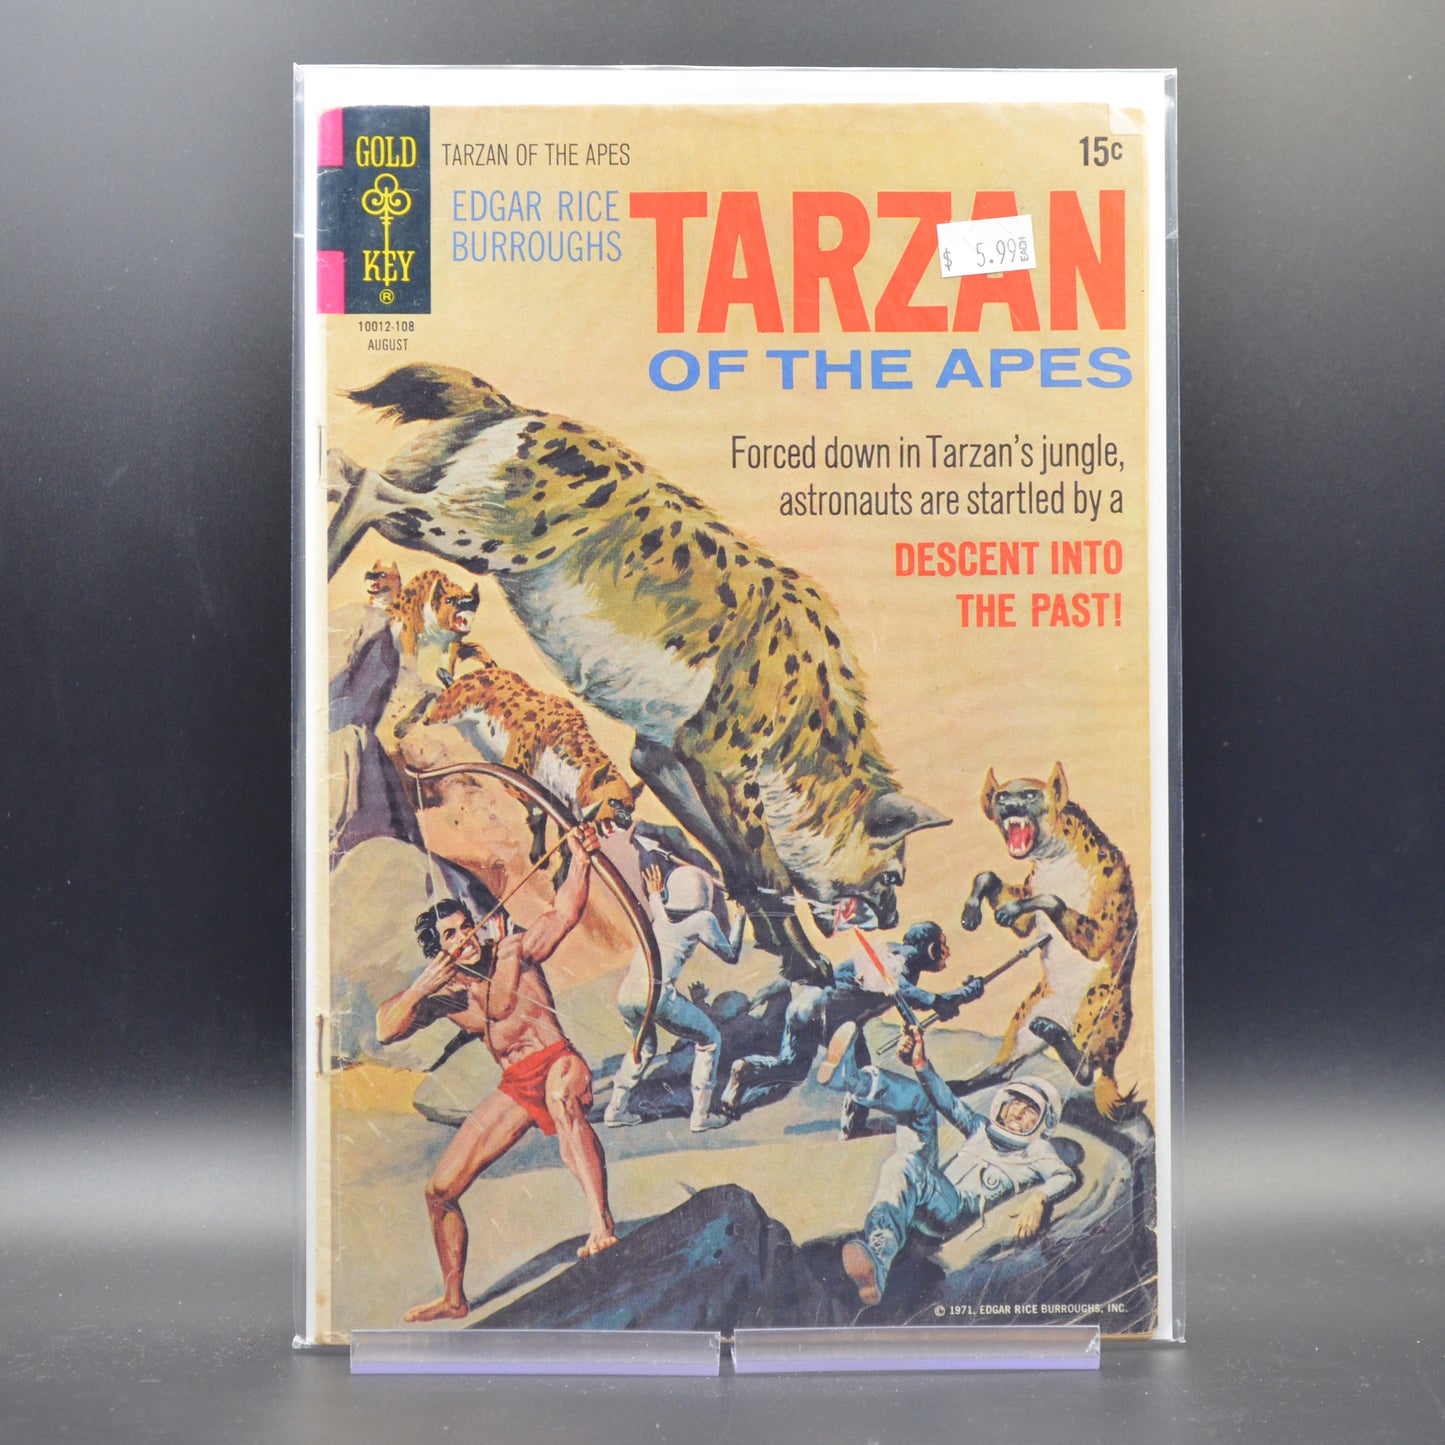 GOLD
KEY
®
10012-108
AUGUST
TARZAN OF THE APES
15c
EDGAR RICE
BURROUGHS
TARZAN
$ 5.99 EACH
OF THE APES
Forced down in Tarzan's jungle,
astronauts are startled by a
DESCENT INTO
THE PAST!
© 1971, EDGAR RICE BURROUGHS, INC.